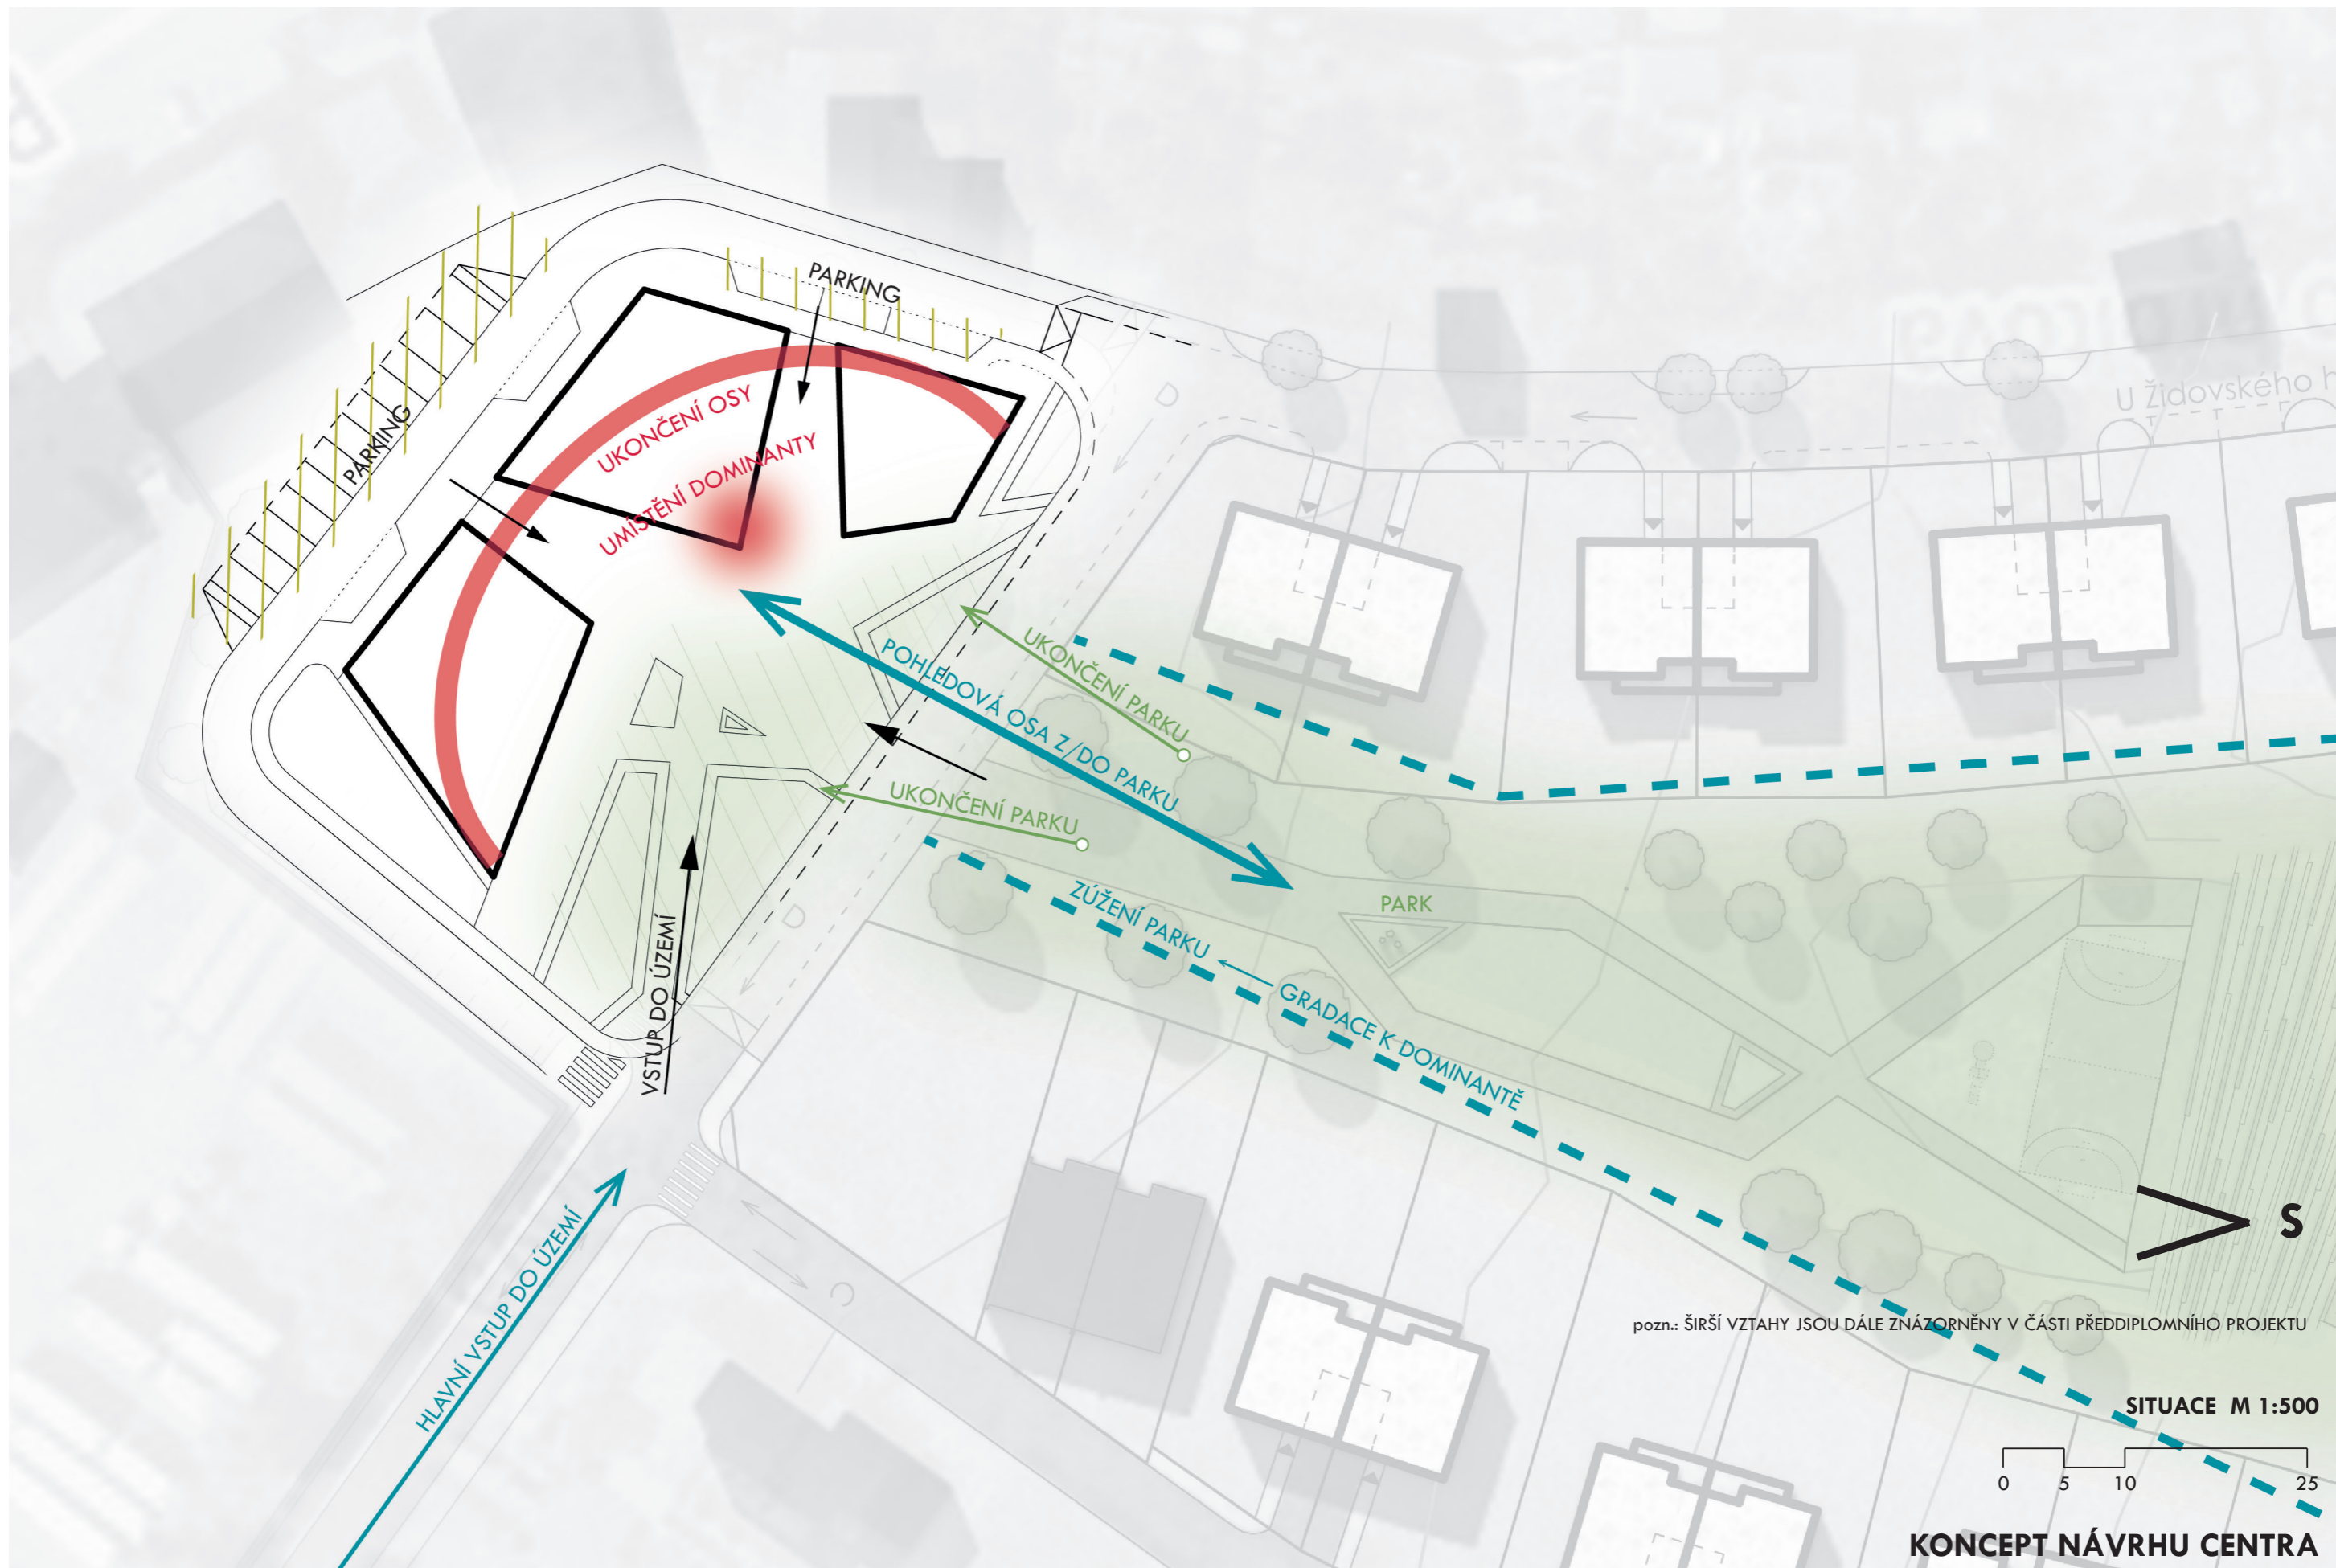 PARKING
PARKING
UKONČENÍ OSY
UMÍSTĚNÍ DOMINANTY
U Židovského h
D
UKONČENÍ PARKU
POHLEDOVÁ OSA Z/DO PARKU
UKONČENÍ PARKU
PARK
ZÚŽENÍ PARKU
GRADACE K DOMINANTĚ
D
VSTUP DO ÚZEMÍ
HLAVNÍ VSTUP DO ÚZEMÍ
C
S
pozn.: ŠIRŠÍ VZTAHY JSOU DÁLE ZNÁZORNĚNY V ČÁSTI PŘEDDIPLOMNÍHO PROJEKTU
SITUACE M 1:500
0 5 10 25
KONCEPT NÁVRHU CENTRA